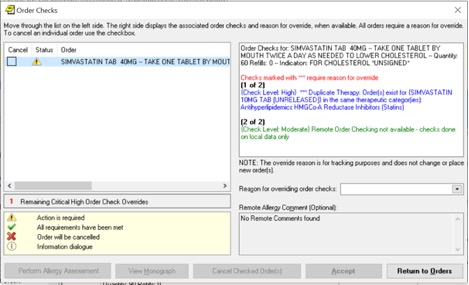 Order Checks
Move through the list on the left side. The right side displays the associated order checks and reason for override, when available. All orders require a reason for override.
To cancel an individual order use the checkbox.
Cancel Status Order
SIMVASTATIN TAB 40MG -- TAKE ONE TABLET BY MOUT
1 Remaining Critical High Order Check Overrides
Action is required
All requirements have been met
Order will be cancelled
Information dialogue
Order Checks for: SIMVASTATIN TAB 40MG -- TAKE ONE TABLET BY
MOUTH TWICE A DAY AS NEEDED TO LOWER CHOLESTEROL -- Quantity:
60 Refills: 0 -- Indication: FOR CHOLESTEROL *UNSIGNED*
Checks marked with *** require reason for override
(1 of 2)
(Check Level: High) *** Duplicate Therapy: Order(s) exist for {SIMVASTATIN
10MG TAB [UNRELEASED]} in the same therapeutic categor(ies):
Antihyperlipidemics HMGCo-A Reductase Inhibitors (Statins)
(2 of 2)
(Check Level: Moderate) Remote Order Checking not available - checks done
on local data only
NOTE: The override reason is for tracking purposes and does not change or place
new order(s).
Reason for overriding order checks:
Remote Allergy Comment (Optional):
No Remote Comments found
Perform Allergy Assessment View Monograph Cancel Checked Order(s) Accept Return to Orders